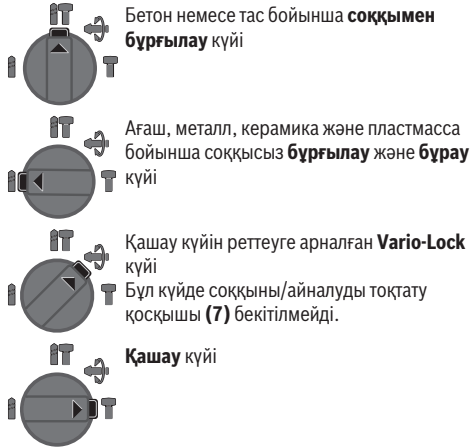 Бетон немесе тас бойынша соққымен
бұрғылау күйі
Ағаш, металл, керамика және пластмасса
бойынша соққысыз бұрғылау және бұрау
күйі
Қашау күйін реттеуге арналған Vario-Lock
күйі
Бұл күйде соққыны/айналуды тоқтату
қосқышы (7) бекітілмейді.
Қашау күйі